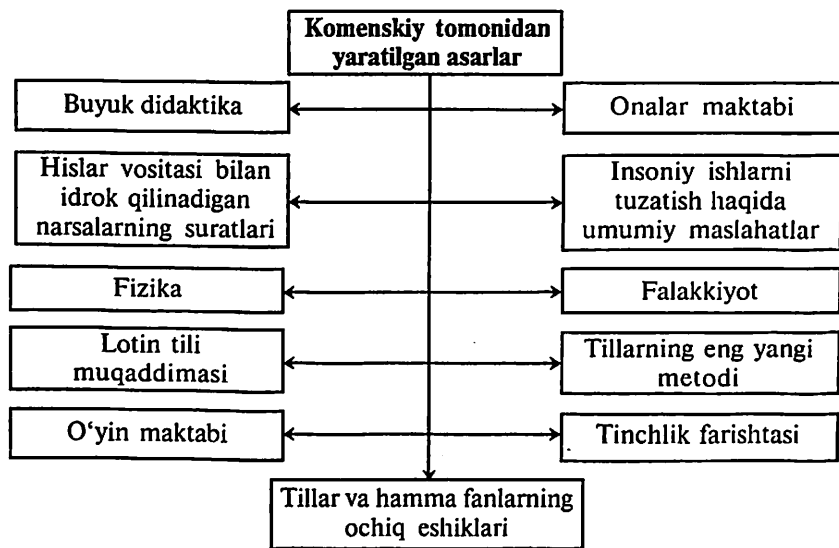 Komenskiy tomonidan
yaratilgan asarlar
Buyuk didaktika
Onalar maktabi
Hislar vositasi bilan
idrok qilinadigan
narsalarning suratlari
Insoniy ishlarni
tuzatish haqida
umumiy maslahatlar
Fizika
Falakkiyot
Lotin tili
muqaddimasi
Tillarning eng yangi
metodi
O‘yin maktabi
Tinchlik farishtasi
Tillar va hamma fanlarning
ochiq eshiklari